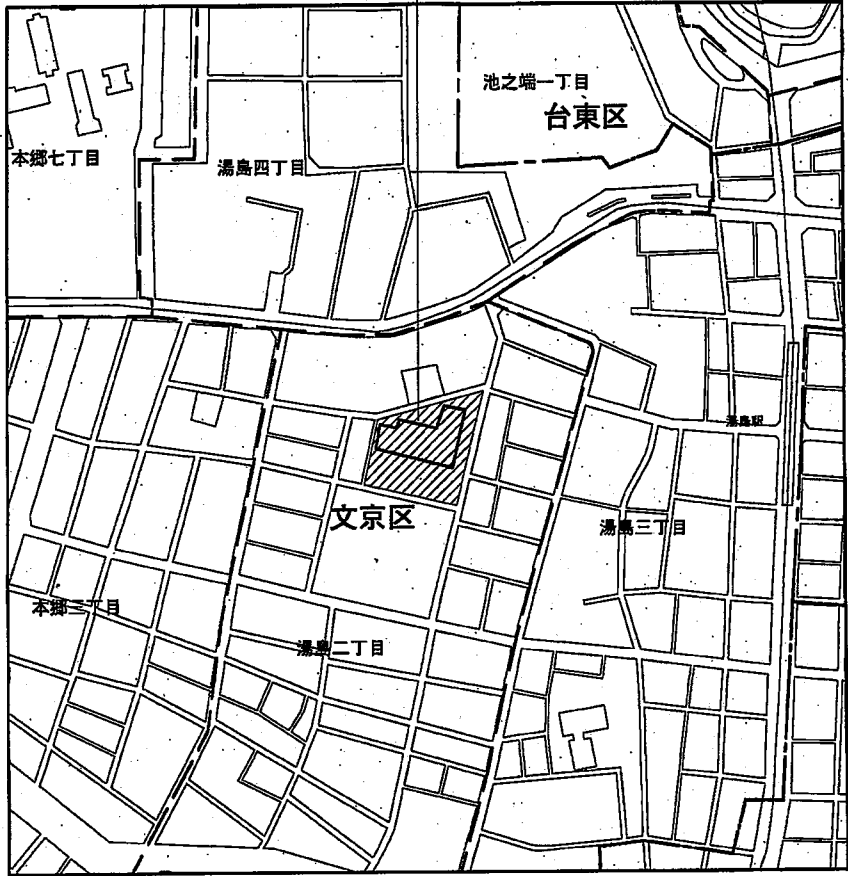 池之端一丁目
台東区
本郷七丁目
湯島四丁目
湯島駅
文京区
湯島三丁目
本郷三丁目
湯島二丁目